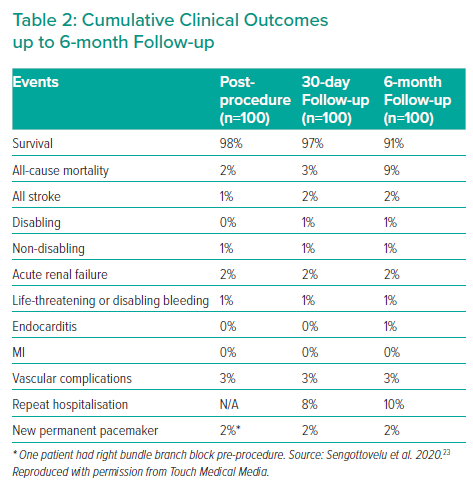 Table 2: Cumulative Clinical Outcomes
up to 6-month Follow-up
Events Post-procedure (n=100) 30-day Follow-up (n=100) 6-month Follow-up (n=100)
Survival 98% 97% 91%
All-cause mortality 2% 3% 9%
All stroke 1% 2% 2%
Disabling 0% 1% 1%
Non-disabling 1% 1% 1%
Acute renal failure 2% 2% 2%
Life-threatening or disabling bleeding 1% 1% 1%
Endocarditis 0% 0% 1%
MI 0% 0% 0%
Vascular complications 3% 3% 3%
Repeat hospitalisation N/A 8% 10%
New permanent pacemaker 2%* 2% 2%
* One patient had right bundle branch block pre-procedure. Source: Sengottovelu et al. 2020.²³
Reproduced with permission from Touch Medical Media.